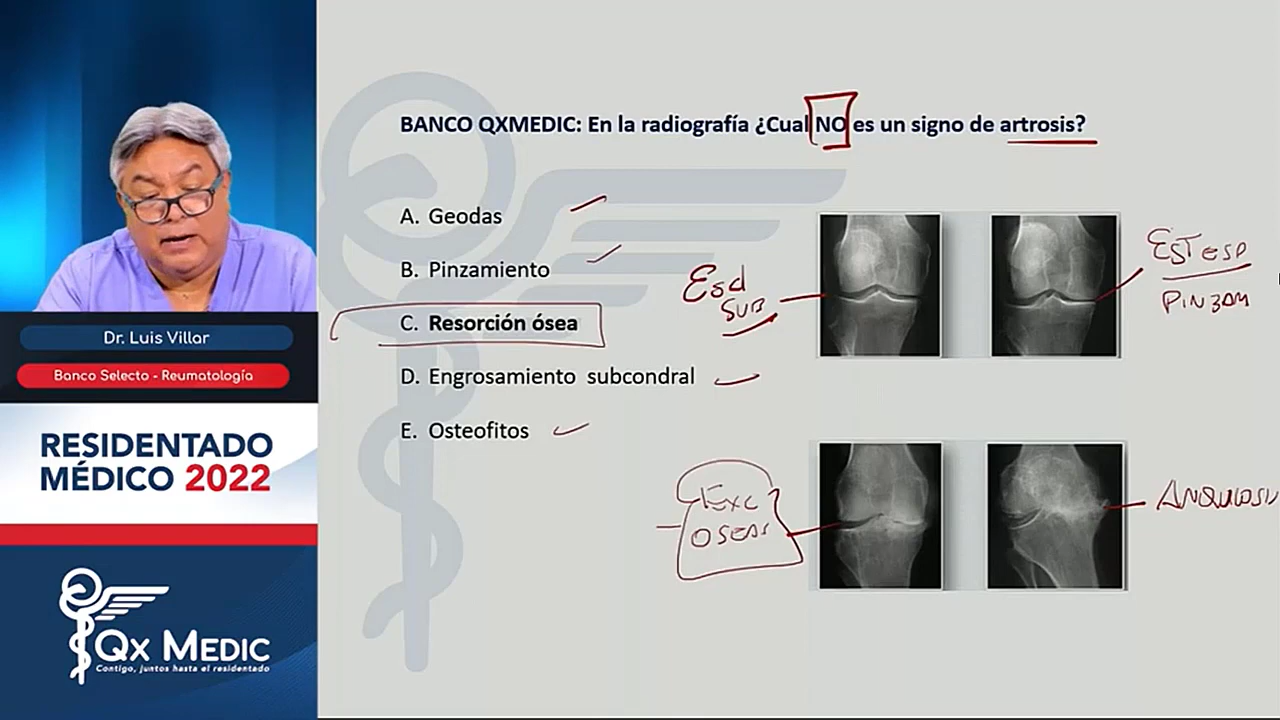 BANCO QXMEDIC: En la radiografía ¿Cual NO es un signo de artrosis?
A. Geodas
B. Pinzamiento
C. Resorción ósea
D. Engrosamiento subcondral
E. Osteofitos
Escl
SUB
EST ESP
PINZAM
EXC
OSEAS
ANQUILOSIS
Dr. Luis Villar
Banco Selecto - Reumatología
RESIDENTADO
MÉDICO 2022
QX MEDIC
Contigo, juntos hasta el residentado